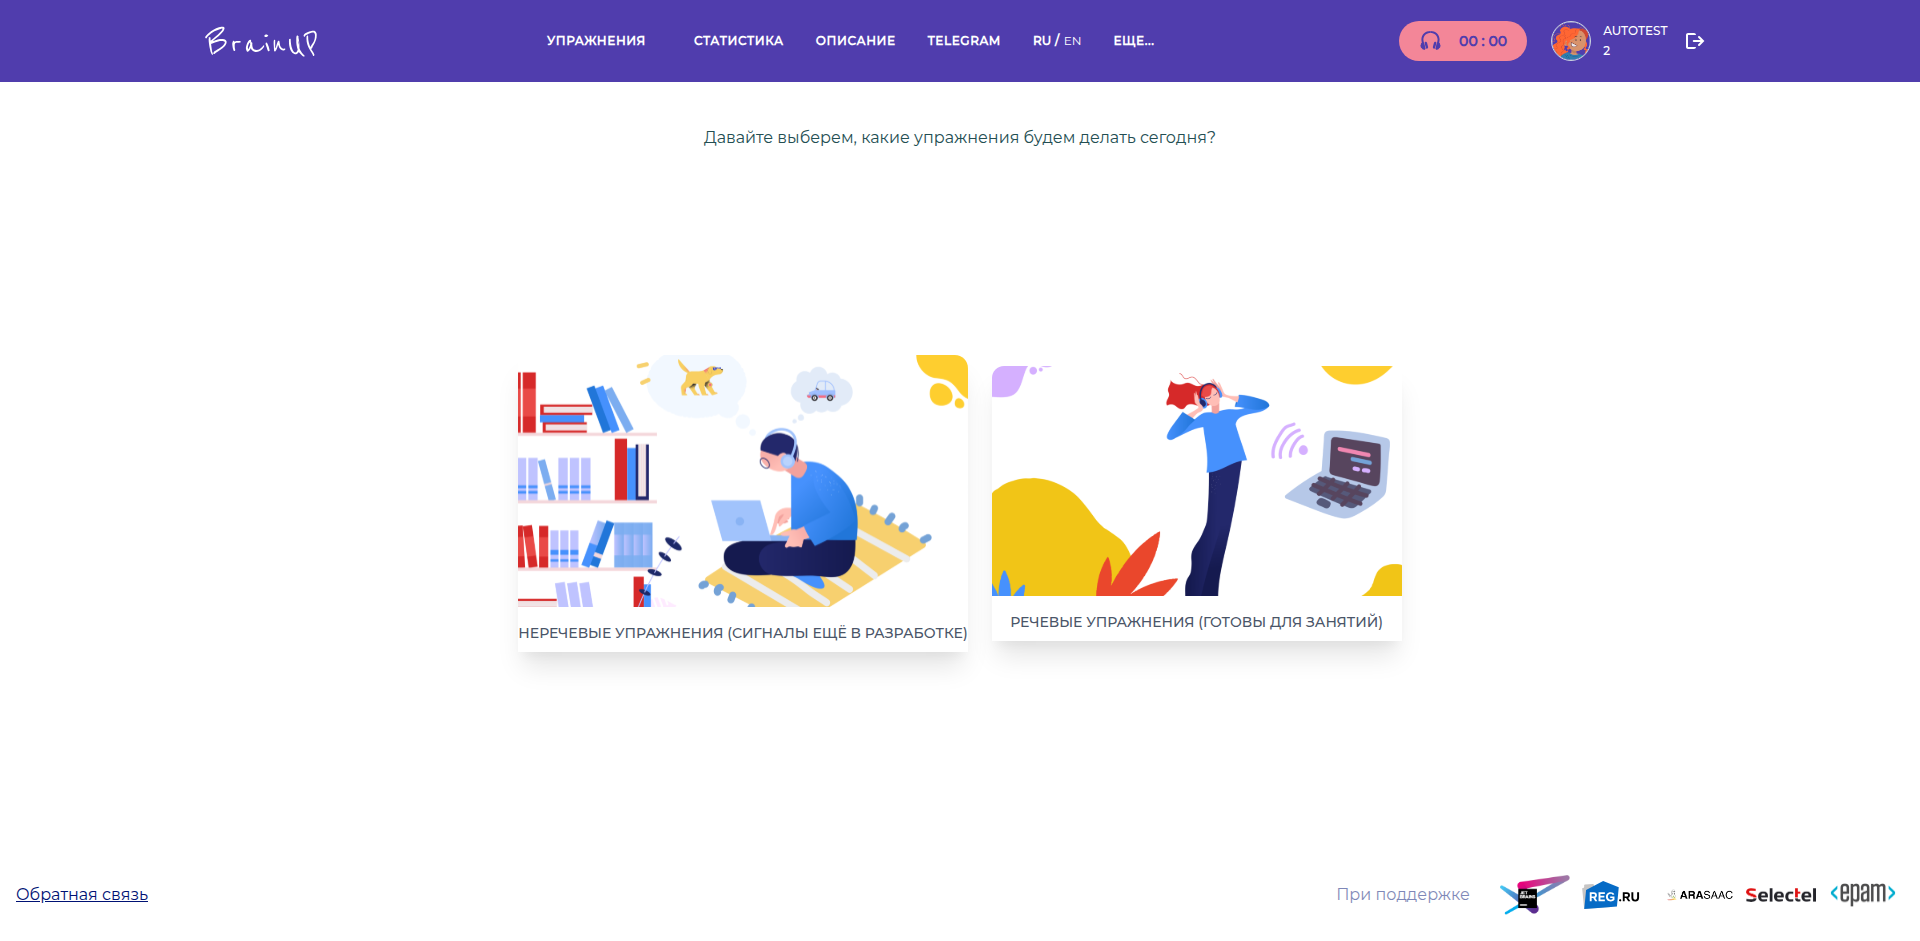 BrainUP
УПРАЖНЕНИЯ СТАТИСТИКА ОПИСАНИЕ TELEGRAM RU / EN ЕЩЕ...
00 : 00
AUTOTEST
2
Давайте выберем, какие упражнения будем делать сегодня?
НЕРЕЧЕВЫЕ УПРАЖНЕНИЯ (СИГНАЛЫ ЕЩЁ В РАЗРАБОТКЕ)
РЕЧЕВЫЕ УПРАЖНЕНИЯ (ГОТОВЫ ДЛЯ ЗАНЯТИЙ)
Обратная связь
При поддержке
JET
BRAINS
REG.RU
ARASAAC
Selectel
<epam>